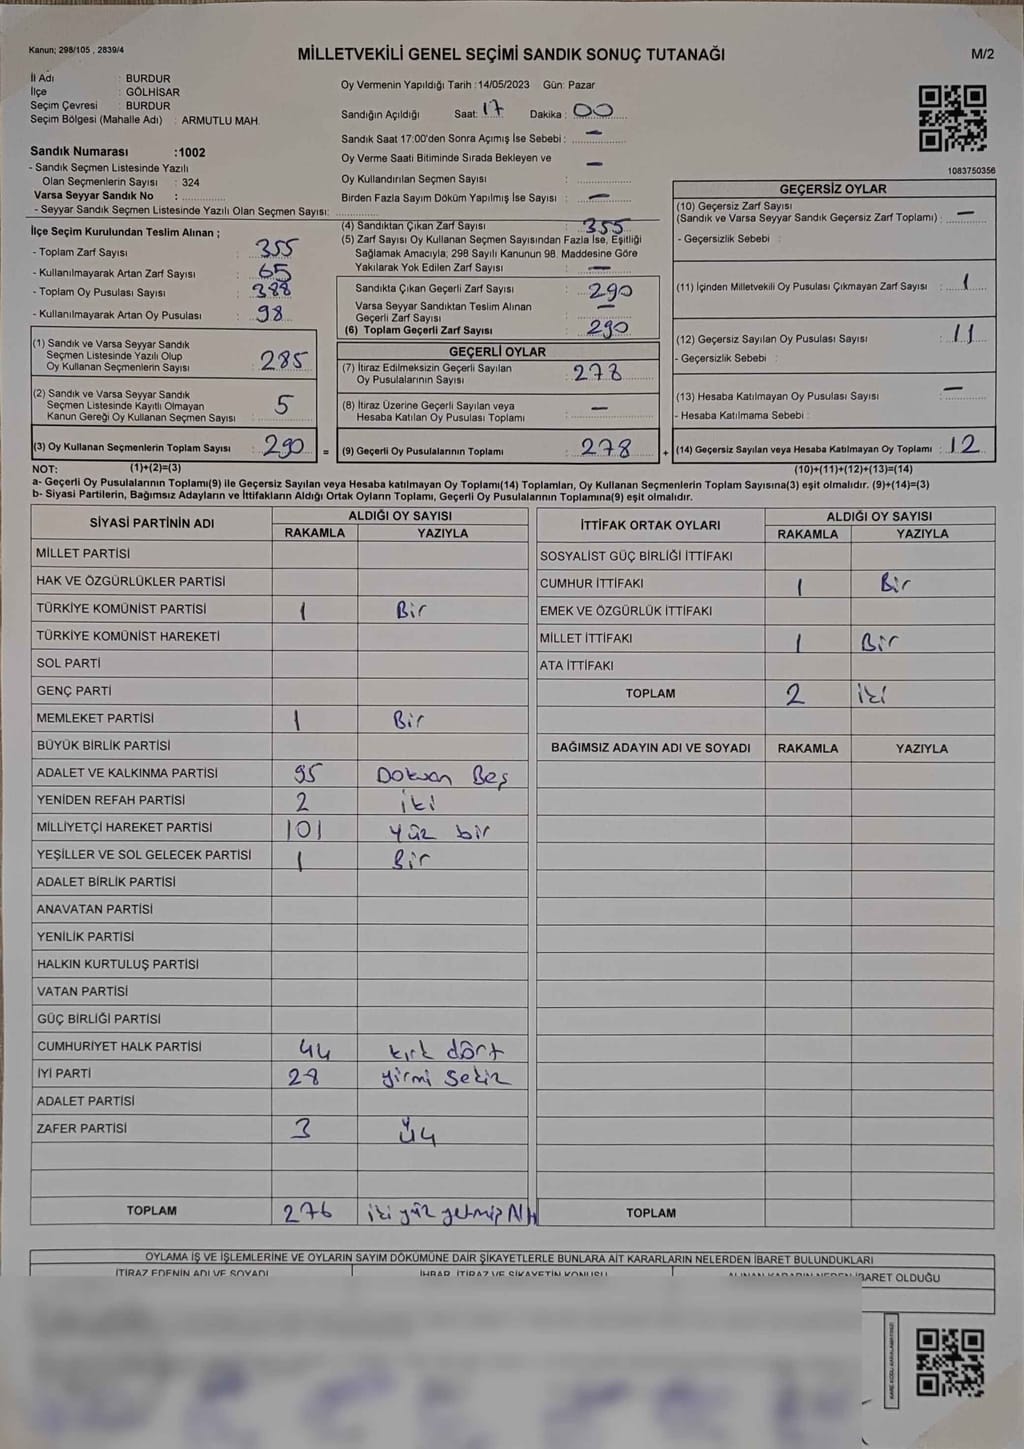 Kanun; 298/105 , 2839/4
MİLLETVEKİLİ GENEL SEÇİMİ SANDIK SONUÇ TUTANAĞI
M/2
İl Adı : BURDUR
İlçe : GÖLHİSAR
Seçim Çevresi : BURDUR
Seçim Bölgesi (Mahalle Adı) : ARMUTLU MAH.
Sandık Numarası :1002
- Sandık Seçmen Listesinde Yazılı
Olan Seçmenlerin Sayısı : 324
Varsa Seyyar Sandık No :
- Seyyar Sandık Seçmen Listesinde Yazılı Olan Seçmen Sayısı:
İlçe Seçim Kurulundan Teslim Alınan ;
- Toplam Zarf Sayısı : 355
- Kullanılmayarak Artan Zarf Sayısı : 65
- Toplam Oy Pusulası Sayısı : 388
- Kullanılmayarak Artan Oy Pusulası : 98
(1) Sandık ve Varsa Seyyar Sandık
Seçmen Listesinde Yazılı Olup
Oy Kullanan Seçmenlerin Sayısı : 285
(2) Sandık ve Varsa Seyyar Sandık
Seçmen Listesinde Kayıtlı Olmayan
Kanun Gereği Oy Kullanan Seçmen Sayısı : 5
(3) Oy Kullanan Seçmenlerin Toplam Sayısı : 290 =
Oy Vermenin Yapıldığı Tarih :14/05/2023 Gün: Pazar
Sandığın Açıldığı Saat: 17 Dakika : 00
Sandık Saat 17:00'den Sonra Açımış İse Sebebi : —
Oy Verme Saati Bitiminde Sırada Bekleyen ve —
Oy Kullandırılan Seçmen Sayısı :
Birden Fazla Sayım Döküm Yapılmış İse Sayısı : —
(4) Sandıktan Çıkan Zarf Sayısı : 355
(5) Zarf Sayısı Oy Kullanan Seçmen Sayısından Fazla İse, Eşitliği
Sağlamak Amacıyla; 298 Sayılı Kanunun 98. Maddesine Göre
Yakılarak Yok Edilen Zarf Sayısı : —
Sandıkta Çıkan Geçerli Zarf Sayısı : 290
Varsa Seyyar Sandıktan Teslim Alınan —
Geçerli Zarf Sayısı :
(6) Toplam Geçerli Zarf Sayısı : 290
GEÇERLİ OYLAR
(7) İtiraz Edilmeksizin Geçerli Sayılan
Oy Pusulalarının Sayısı : 278
(8) İtiraz Üzerine Geçerli Sayılan veya
Hesaba Katılan Oy Pusulası Toplamı : —
(9) Geçerli Oy Pusulalarının Toplamı : 278 +
1083750356
GEÇERSİZ OYLAR
(10) Geçersiz Zarf Sayısı
(Sandık ve Varsa Seyyar Sandık Geçersiz Zarf Toplamı) : —
- Geçersizlik Sebebi :
(11) İçinden Milletvekili Oy Pusulası Çıkmayan Zarf Sayısı : 1
(12) Geçersiz Sayılan Oy Pusulası Sayısı : 11
- Geçersizlik Sebebi :
(13) Hesaba Katılmayan Oy Pusulası Sayısı : —
- Hesaba Katılmama Sebebi :
(14) Geçersiz Sayılan veya Hesaba Katılmayan Oy Toplamı : 12
NOT: (1)+(2)=(3) (10)+(11)+(12)+(13)=(14)
a- Geçerli Oy Pusulalarının Toplamı(9) ile Geçersiz Sayılan veya Hesaba katılmayan Oy Toplamı(14) Toplamları, Oy Kullanan Seçmenlerin Toplam Sayısına(3) eşit olmalıdır. (9)+(14)=(3)
b- Siyasi Partilerin, Bağımsız Adayların ve İttifakların Aldığı Ortak Oyların Toplamı, Geçerli Oy Pusulalarının Toplamına(9) eşit olmalıdır.
SİYASİ PARTİNİN ADI ALDIĞI OY SAYISI
RAKAMLA YAZIYLA
MİLLET PARTİSİ
HAK VE ÖZGÜRLÜKLER PARTİSİ
TÜRKİYE KOMÜNİST PARTİSİ 1 Bir
TÜRKİYE KOMÜNİST HAREKETİ
SOL PARTİ
GENÇ PARTİ
MEMLEKET PARTİSİ 1 Bir
BÜYÜK BİRLİK PARTİSİ
ADALET VE KALKINMA PARTİSİ 95 Doksan Beş
YENİDEN REFAH PARTİSİ 2 iki
MİLLİYETÇİ HAREKET PARTİSİ 101 yüz bir
YEŞİLLER VE SOL GELECEK PARTİSİ 1 Bir
ADALET BİRLİK PARTİSİ
ANAVATAN PARTİSİ
YENİLİK PARTİSİ
HALKIN KURTULUŞ PARTİSİ
VATAN PARTİSİ
GÜÇ BİRLİĞİ PARTİSİ
CUMHURİYET HALK PARTİSİ 44 kırk dört
İYİ PARTİ 28 yirmi sekiz
ADALET PARTİSİ
ZAFER PARTİSİ 3 Üç
TOPLAM 276 iki yüz yetmiş Altı
İTTİFAK ORTAK OYLARI ALDIĞI OY SAYISI
RAKAMLA YAZIYLA
SOSYALİST GÜÇ BİRLİĞİ İTTİFAKI
CUMHUR İTTİFAKI 1 Bir
EMEK VE ÖZGÜRLÜK İTTİFAKI
MİLLET İTTİFAKI 1 Bir
ATA İTTİFAKI
TOPLAM 2 iki
BAĞIMSIZ ADAYIN ADI VE SOYADI RAKAMLA YAZIYLA
TOPLAM
OYLAMA İŞ VE İŞLEMLERİNE VE OYLARIN SAYIM DÖKÜMÜNE DAİR ŞİKAYETLERLE BUNLARA AİT KARARLARIN NELERDEN İBARET BULUNDUKLARI
İTİRAZ EDENİN ADI VE SOYADI İHBAR, İTİRAZ VE ŞİKAYETİN KONUSU ALINAN KARARIN NEDEN İBARET OLDUĞU